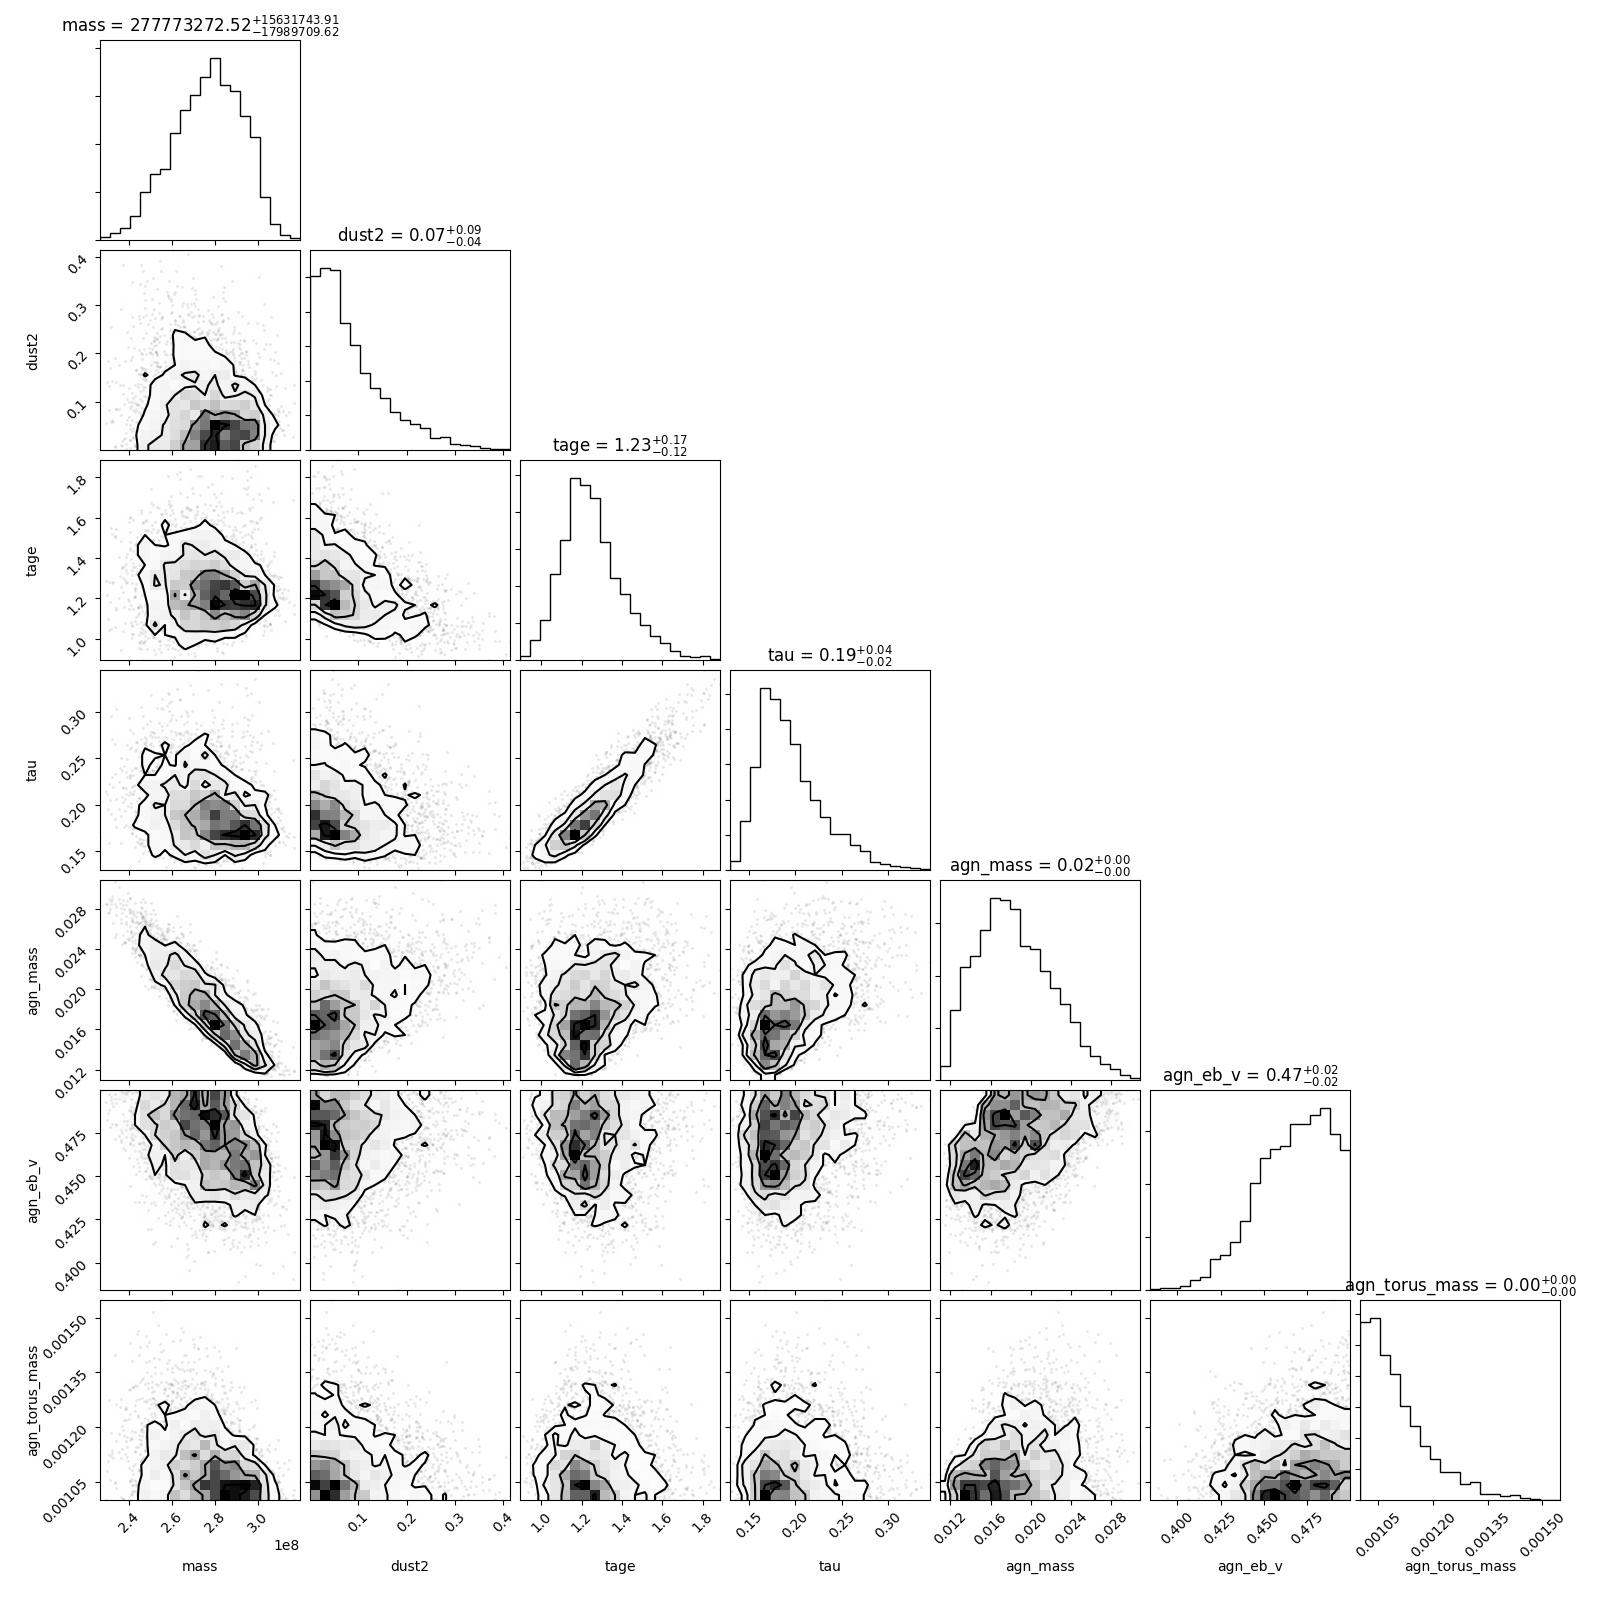 mass = 277773272.52+15631743.91−17989709.62
dust2 = 0.07+0.09−0.04
0.4
0.3
0.2
0.1
dust2
tage = 1.23+0.17−0.12
1.8
1.6
1.4
1.2
1.0
tage
tau = 0.19+0.04−0.02
0.30
0.25
0.20
0.15
tau
agn_mass = 0.02+0.00−0.00
0.028
0.024
0.020
0.016
0.012
agn_mass
agn_eb_v = 0.47+0.02−0.02
0.475
0.450
0.425
0.400
agn_eb_v
agn_torus_mass = 0.00+0.00−0.00
0.00150
0.00135
0.00120
0.00105
agn_torus_mass
2.4 2.6 2.8 3.0 0.1 0.2 0.3 0.4 1.0 1.2 1.4 1.6 1.8 0.15 0.20 0.25 0.30 0.012 0.016 0.020 0.024 0.028 0.400 0.425 0.450 0.475 0.00105 0.00120 0.00135 0.00150
1e8
mass dust2 tage tau agn_mass agn_eb_v agn_torus_mass